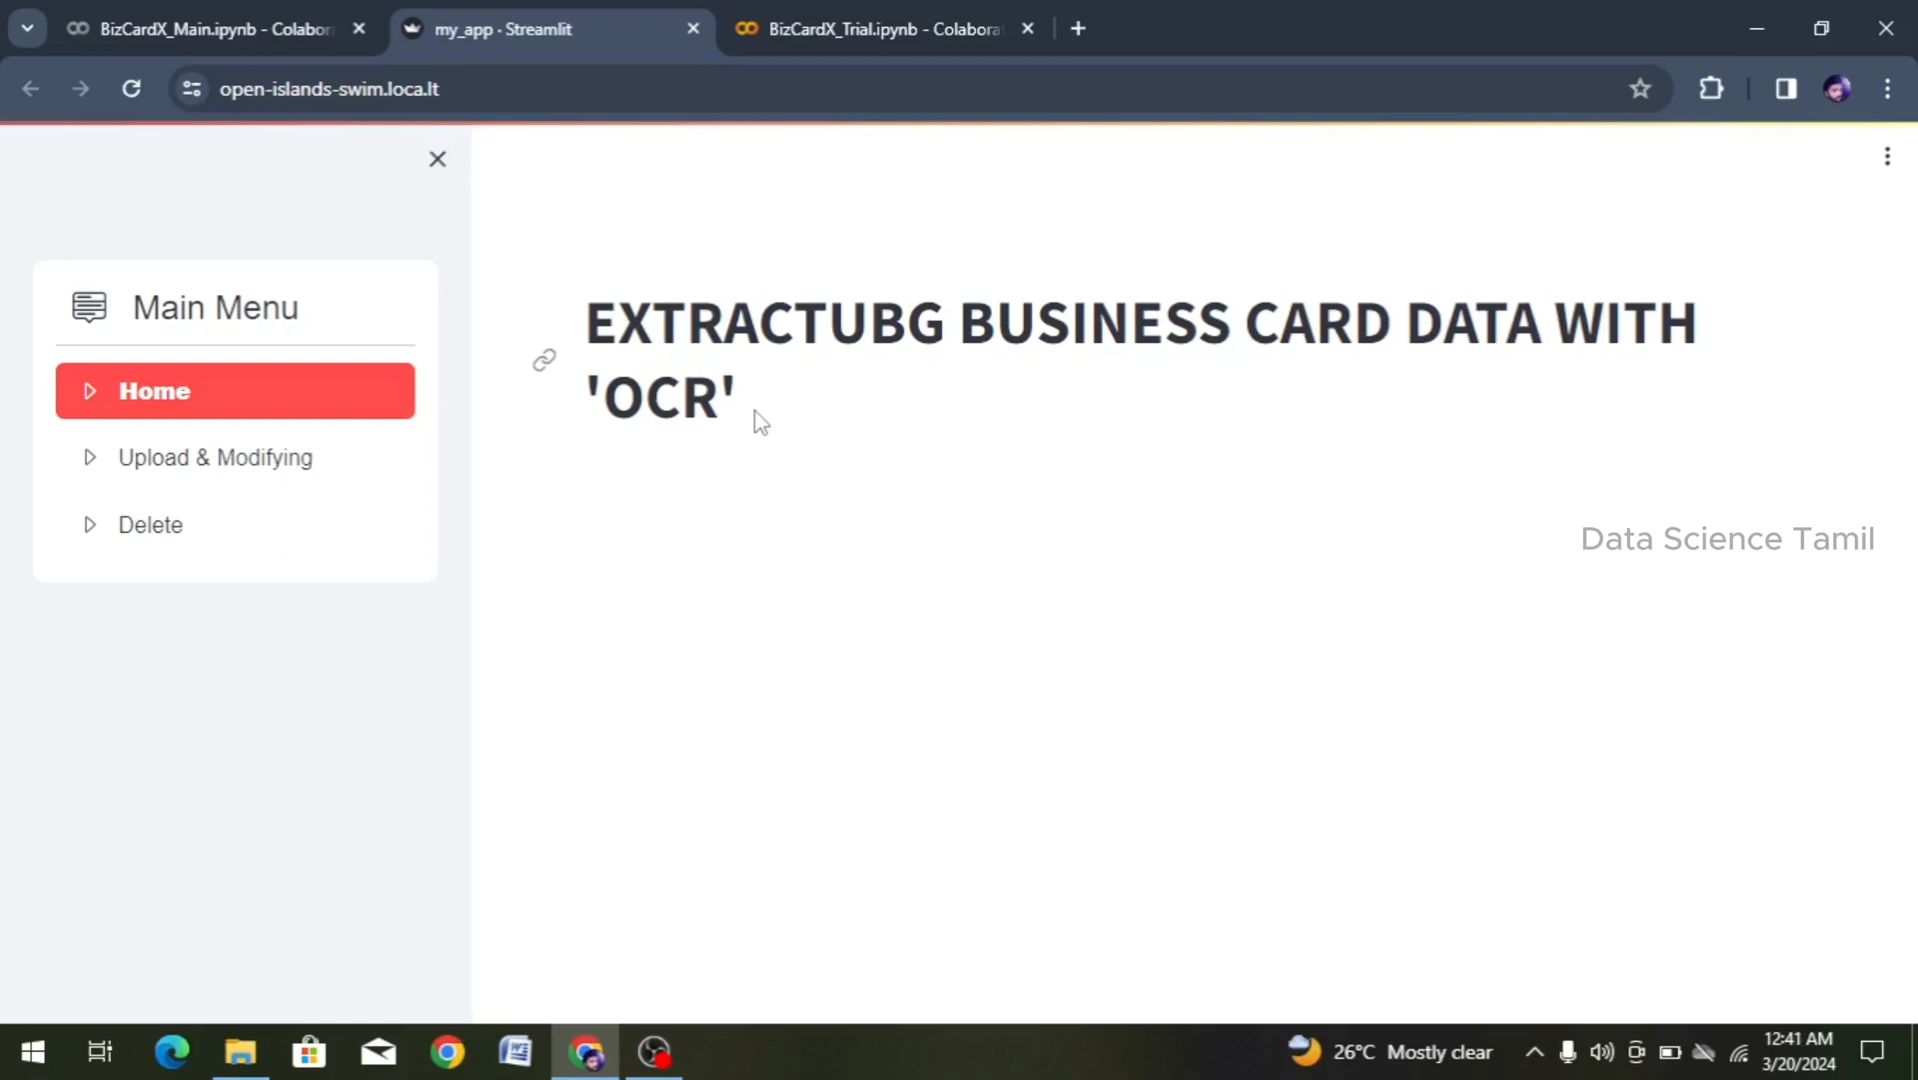 BizCardX_Main.ipynb - Colabor
my_app · Streamlit
BizCardX_Trial.ipynb - Colabora
open-islands-swim.loca.lt
Main Menu
Home
Upload & Modifying
Delete
EXTRACTUBG BUSINESS CARD DATA WITH
'OCR'
Data Science Tamil
26°C Mostly clear
12:41 AM
3/20/2024